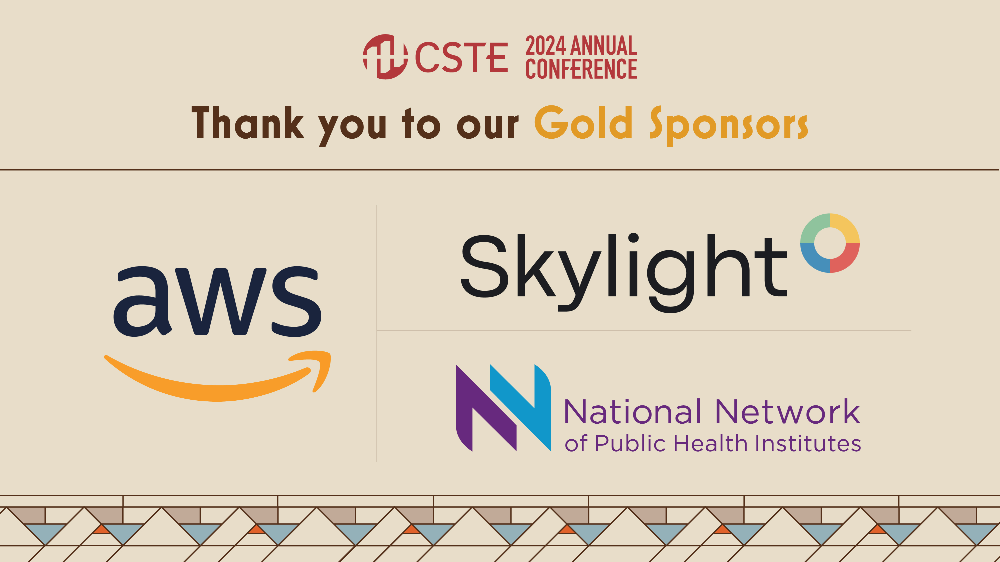 CSTE
2024 ANNUAL
CONFERENCE
Thank you to our Gold Sponsors
aws
Skylight
National Network
of Public Health Institutes